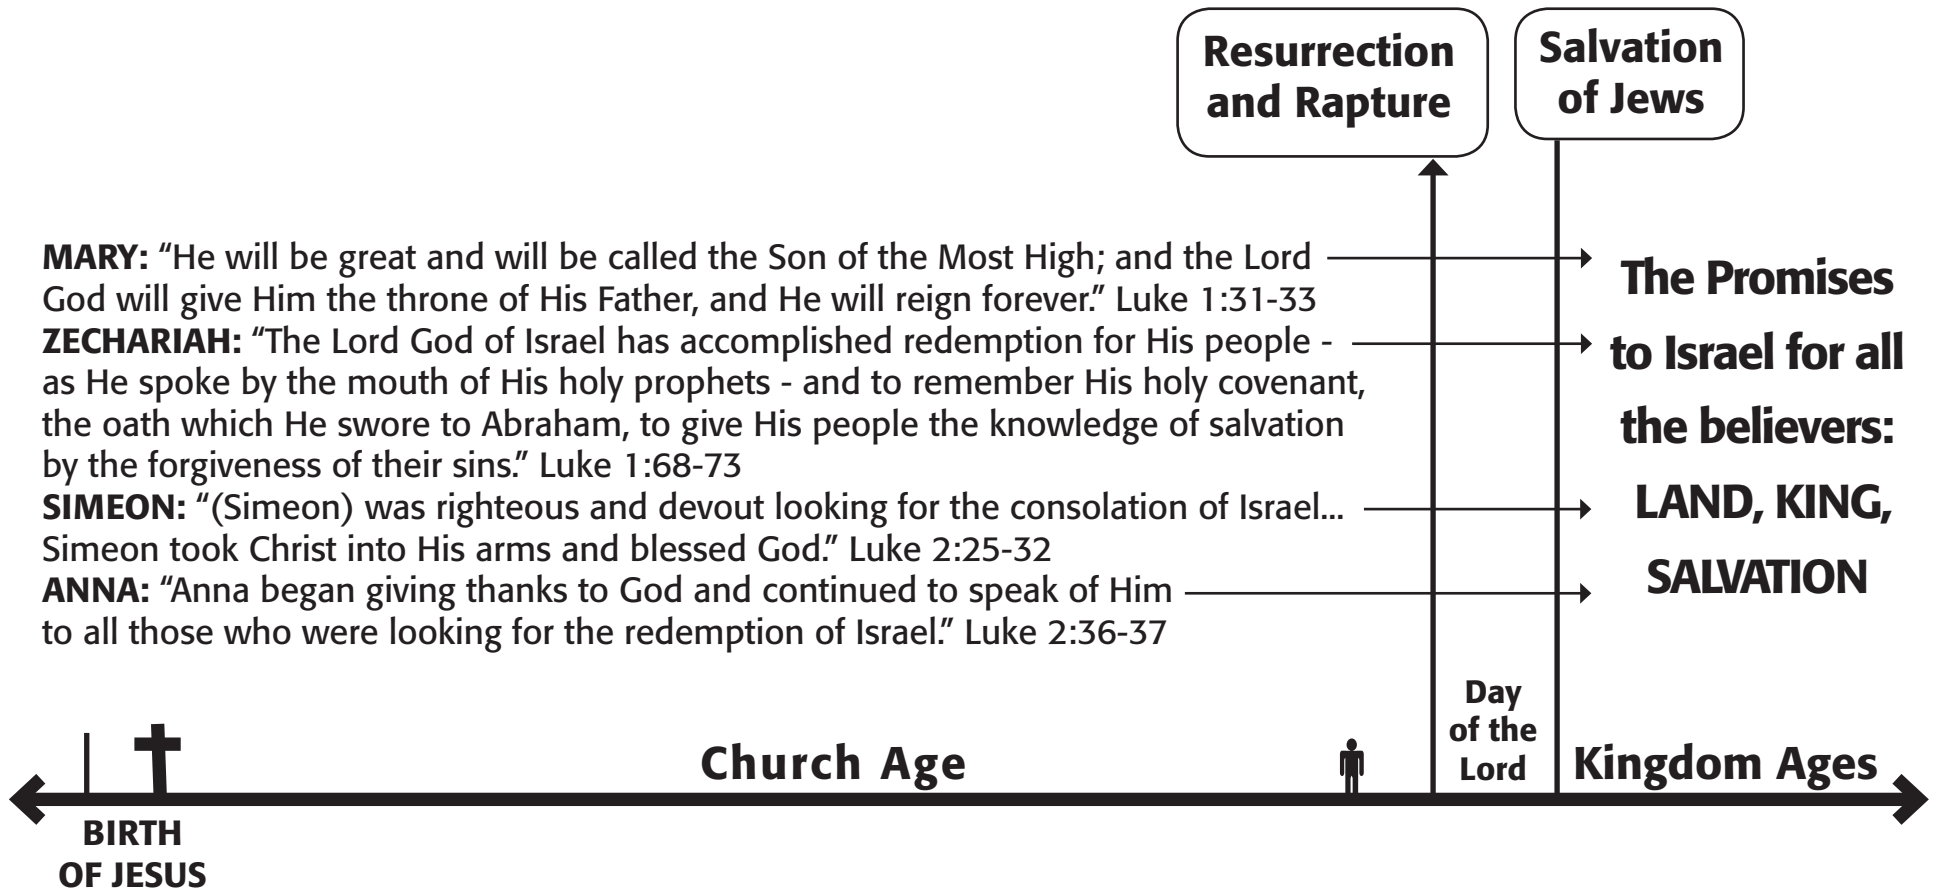 Resurrection
and Rapture
Salvation
of Jews
MARY: “He will be great and will be called the Son of the Most High; and the Lord
God will give Him the throne of His Father, and He will reign forever.” Luke 1:31-33
ZECHARIAH: “The Lord God of Israel has accomplished redemption for His people -
as He spoke by the mouth of His holy prophets - and to remember His holy covenant,
the oath which He swore to Abraham, to give His people the knowledge of salvation
by the forgiveness of their sins.” Luke 1:68-73
SIMEON: “(Simeon) was righteous and devout looking for the consolation of Israel...
Simeon took Christ into His arms and blessed God.” Luke 2:25-32
ANNA: “Anna began giving thanks to God and continued to speak of Him
to all those who were looking for the redemption of Israel.” Luke 2:36-37
The Promises
to Israel for all
the believers:
LAND, KING,
SALVATION
Church Age
Day
of the
Lord
Kingdom Ages
BIRTH
OF JESUS